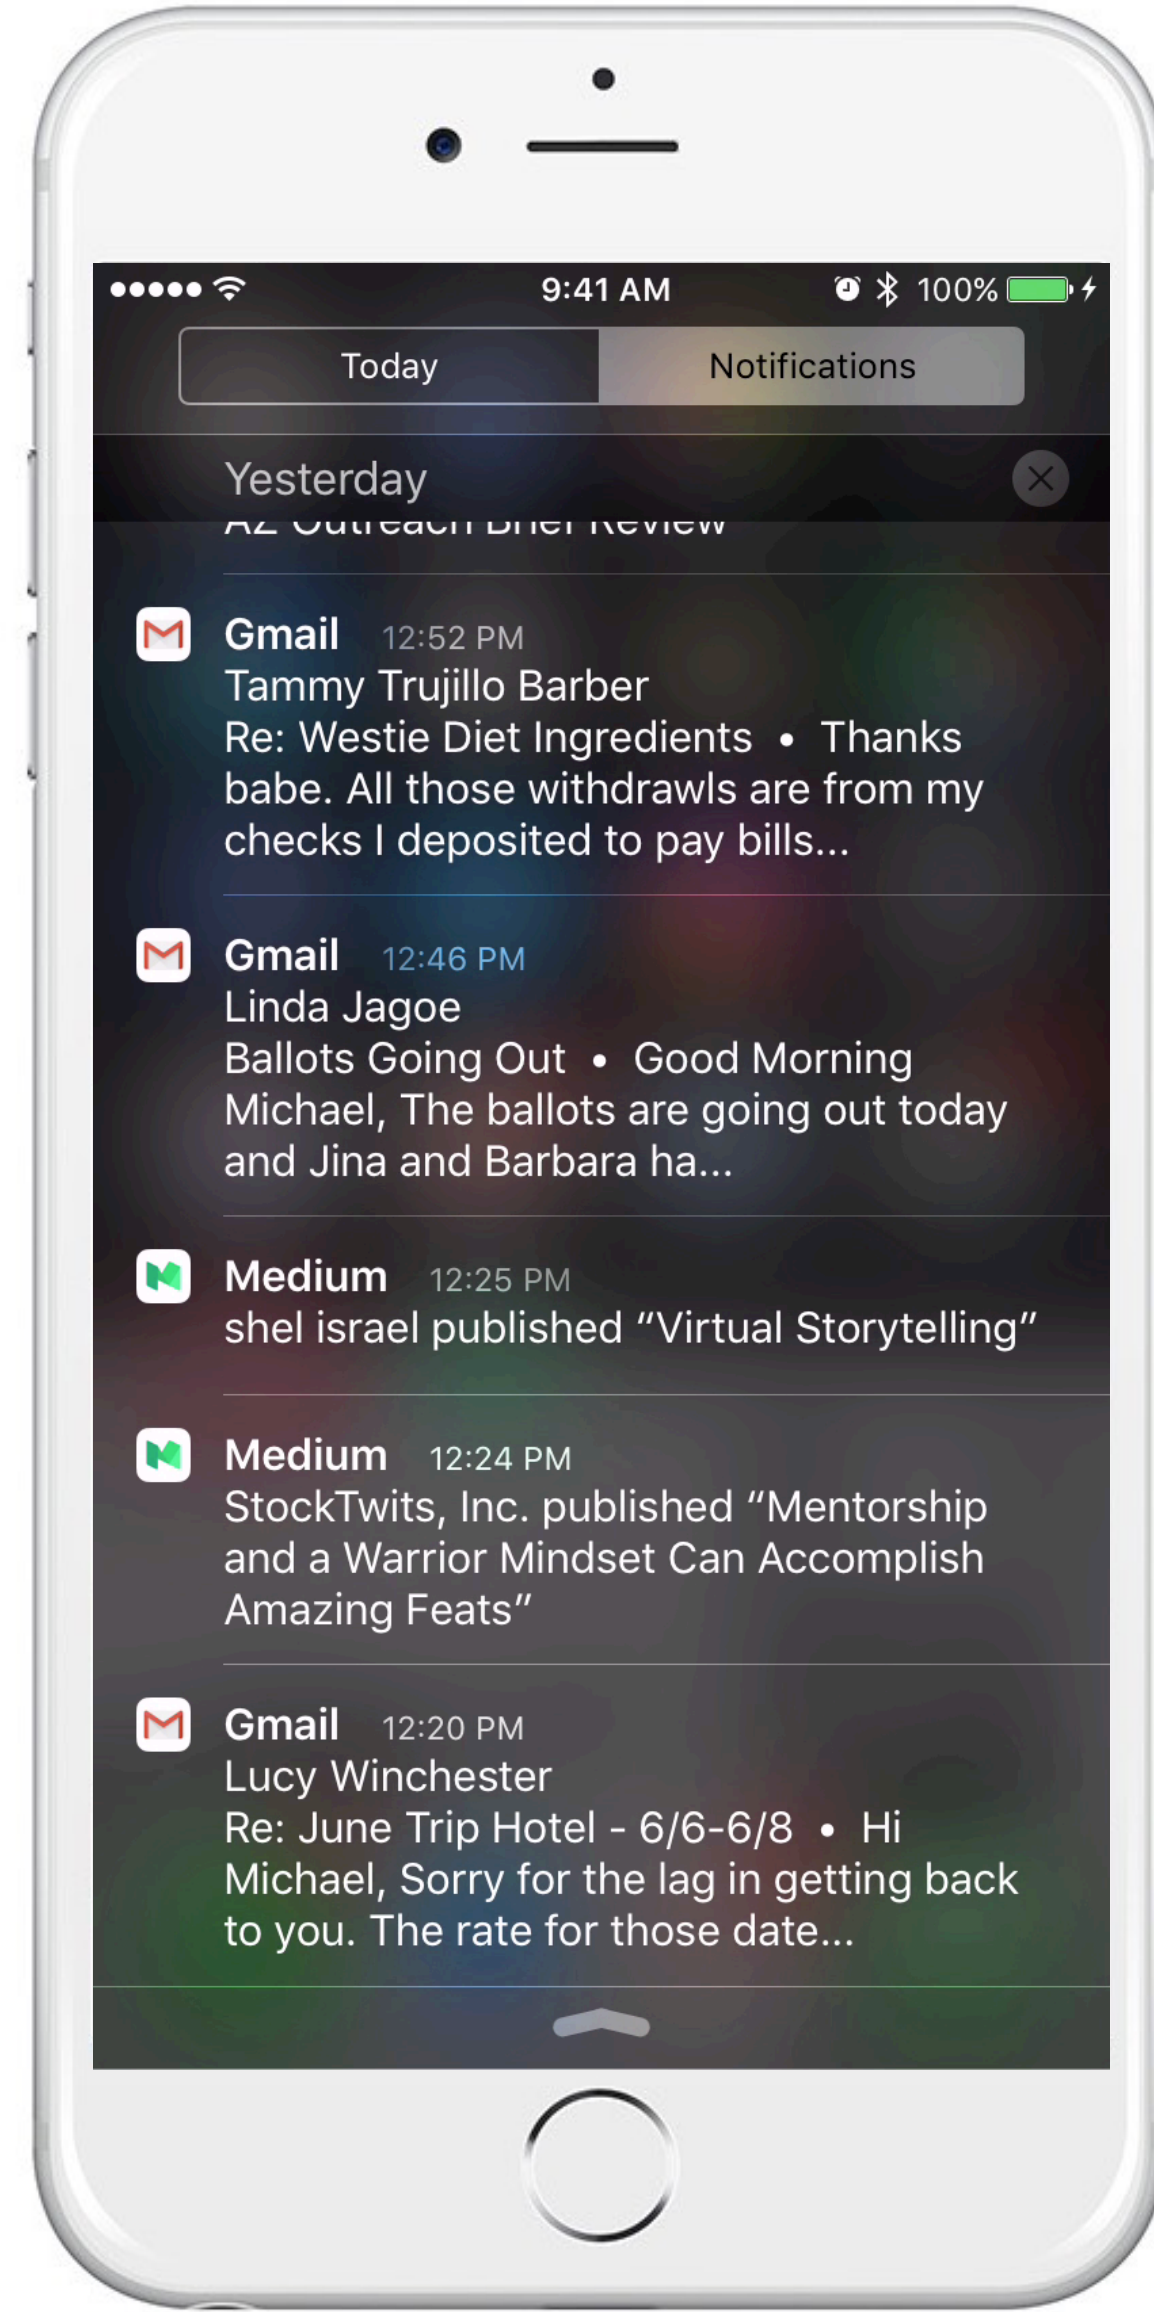 9:41 AM 100%
Today Notifications
Yesterday
AZ Outreach Brief Review
Gmail 12:52 PM
Tammy Trujillo Barber
Re: Westie Diet Ingredients • Thanks
babe. All those withdrawls are from my
checks I deposited to pay bills...
Gmail 12:46 PM
Linda Jagoe
Ballots Going Out • Good Morning
Michael, The ballots are going out today
and Jina and Barbara ha...
Medium 12:25 PM
shel israel published “Virtual Storytelling”
Medium 12:24 PM
StockTwits, Inc. published “Mentorship
and a Warrior Mindset Can Accomplish
Amazing Feats”
Gmail 12:20 PM
Lucy Winchester
Re: June Trip Hotel - 6/6-6/8 • Hi
Michael, Sorry for the lag in getting back
to you. The rate for those date...